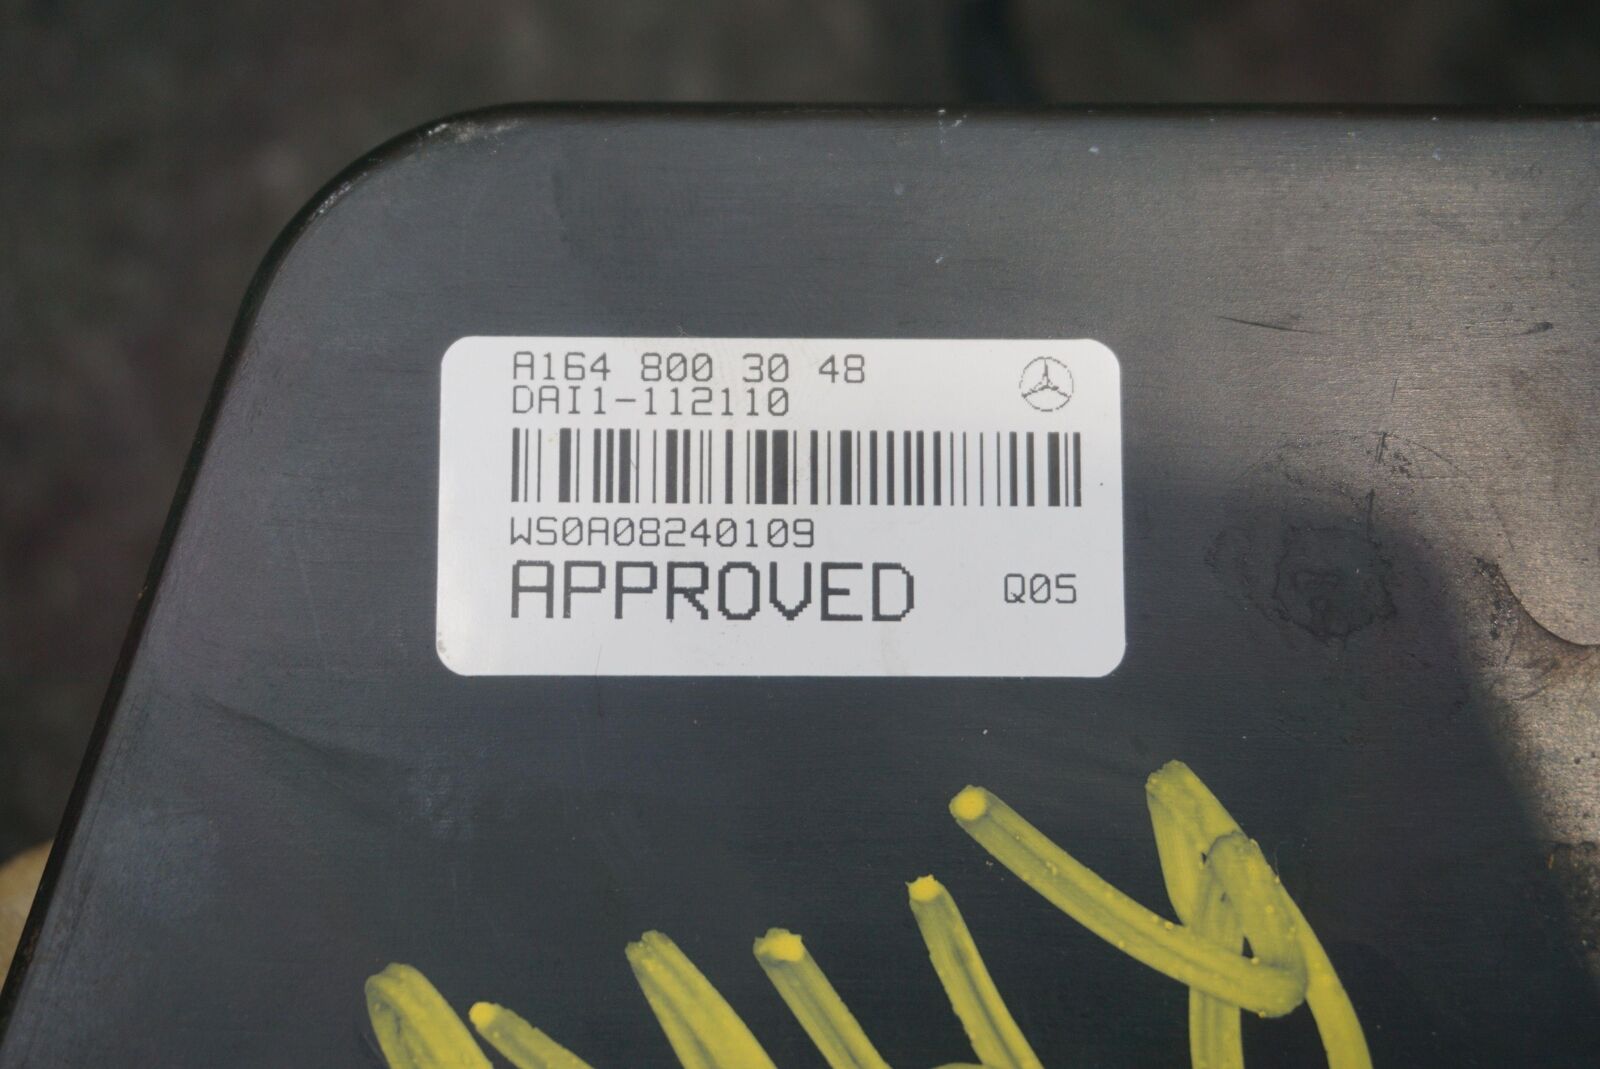 A164 800 30 48
DAI1-112110
WS0A08240109
APPROVED Q05